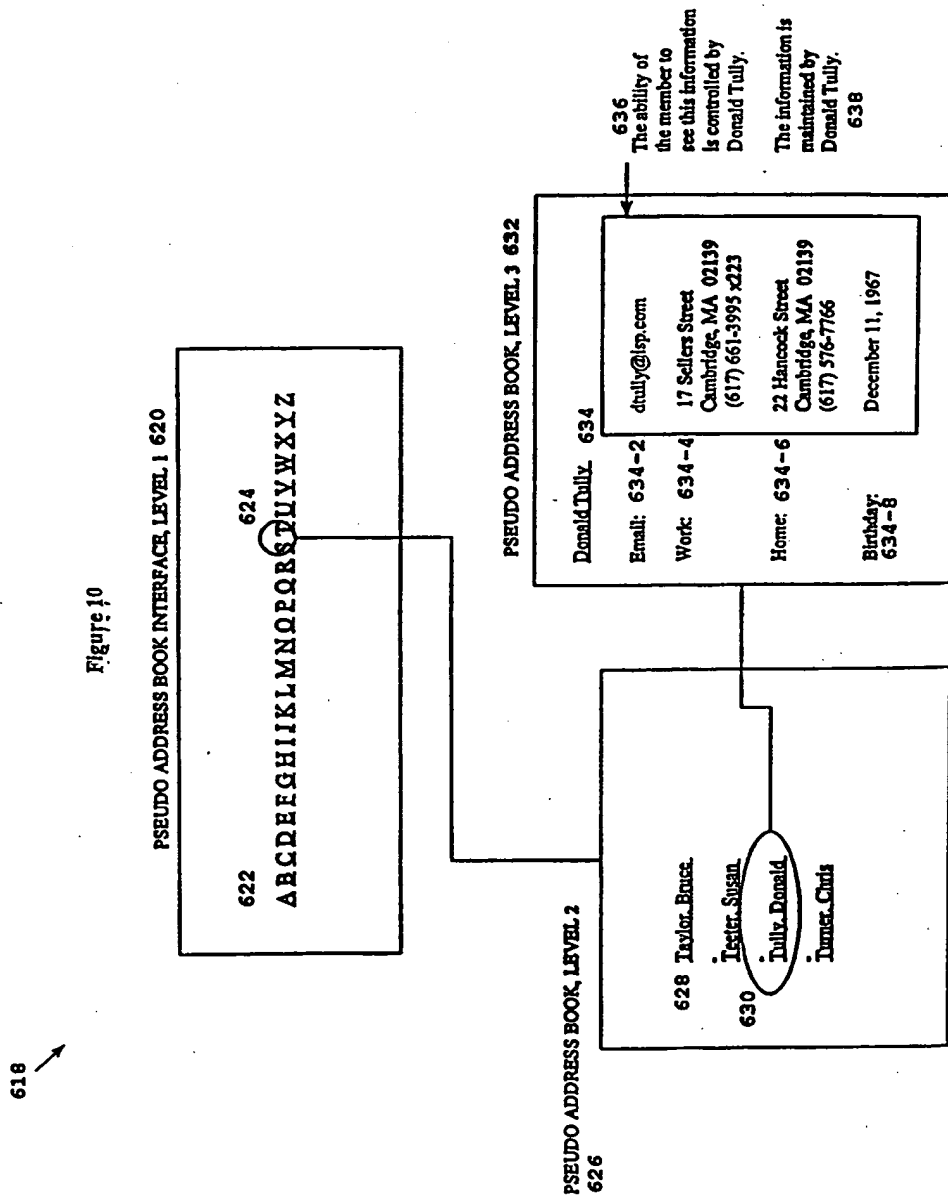 618
Figure 10
PSEUDO ADDRESS BOOK INTERFACE, LEVEL 1 620
622
624
A B C D E F G H I J K L M N O P Q R S T U V W X Y Z
PSEUDO ADDRESS BOOK, LEVEL 2
626
628 Taylor, Bruce
Teeter, Susan
630
Tully, Donald
Turner, Chris
PSEUDO ADDRESS BOOK, LEVEL 3 632
Donald Tully 634
Email: 634-2 dtully@lsp.com
Work: 634-4 17 Sellers Street
Cambridge, MA 02139
(617) 661-3995 x223
Home: 634-6 22 Hancock Street
Cambridge, MA 02139
(617) 576-7766
Birthday: December 11, 1967
634-8
636
The ability of
the member to
see this information
is controlled by
Donald Tully.
The information is
maintained by
Donald Tully.
638